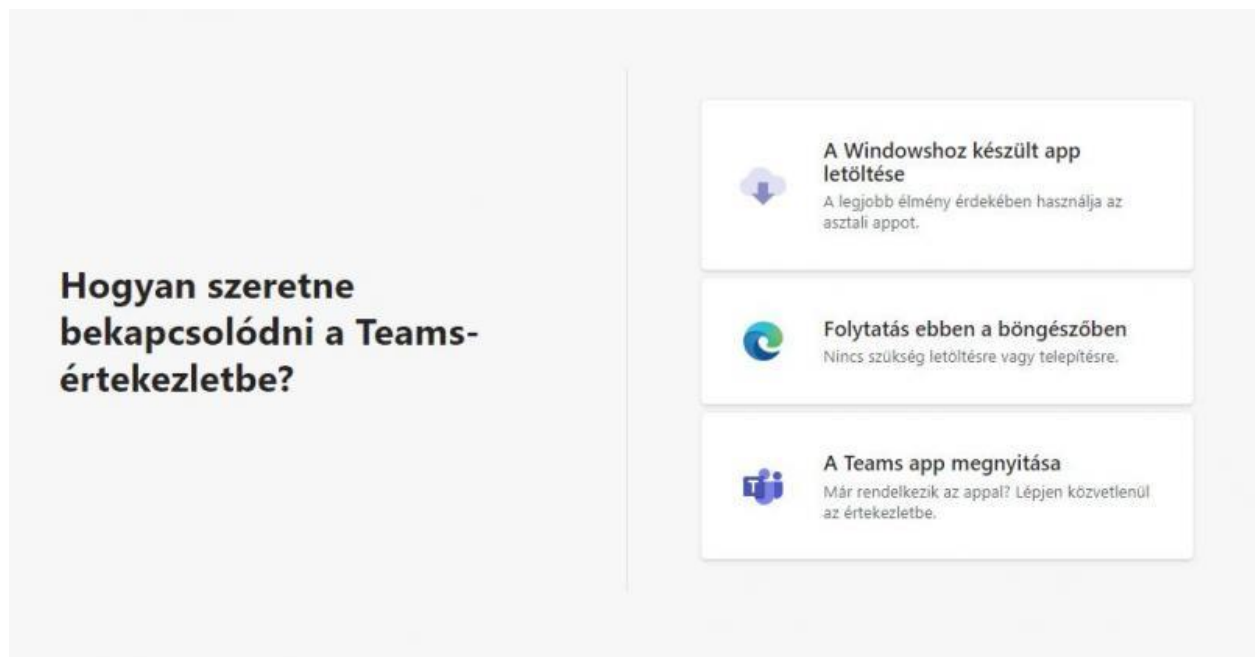 Hogyan szeretne
bekapcsolódni a Teams-
értekezletbe?
A Windowshoz készült app
letöltése
A legjobb élmény érdekében használja az
asztali appot.
Folytatás ebben a böngészőben
Nincs szükség letöltésre vagy telepítésre.
T
A Teams app megnyitása
Már rendelkezik az appal? Lépjen közvetlenül
az értekezletbe.